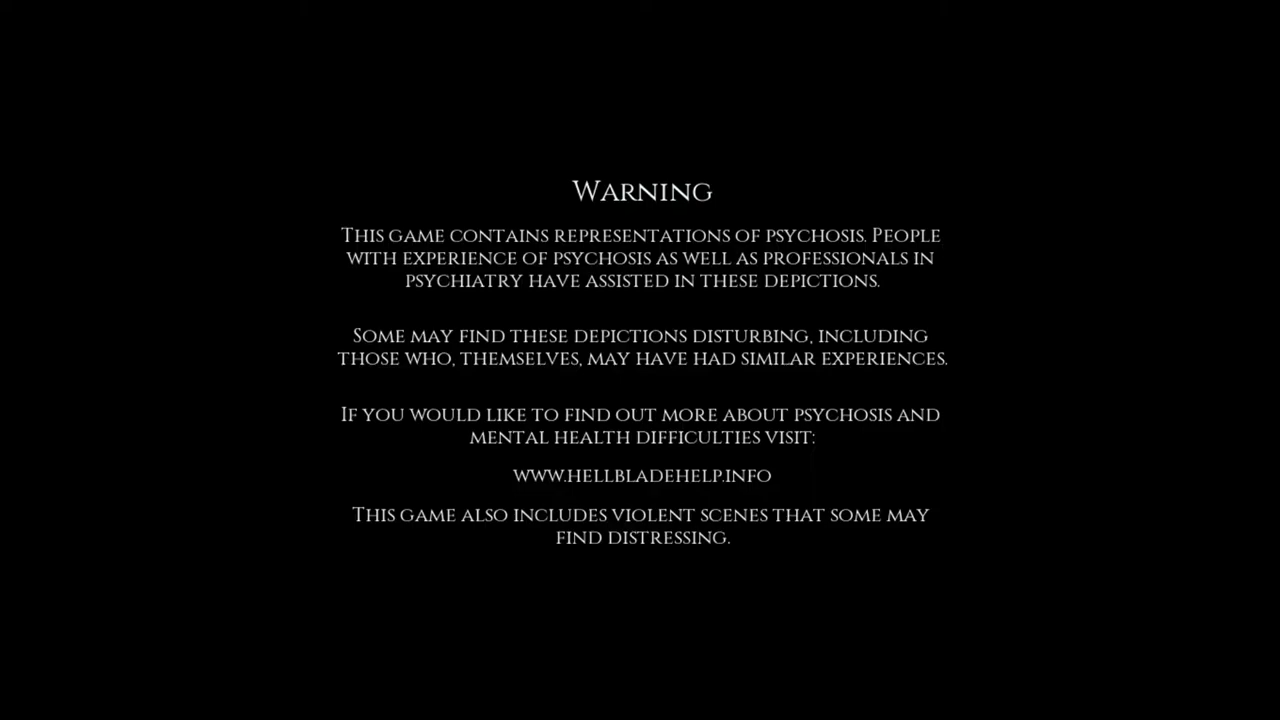 Warning
This game contains representations of psychosis. People
with experience of psychosis as well as professionals in
psychiatry have assisted in these depictions.
Some may find these depictions disturbing, including
those who, themselves, may have had similar experiences.
If you would like to find out more about psychosis and
mental health difficulties visit:
www.hellbladehelp.info
This game also includes violent scenes that some may
find distressing.